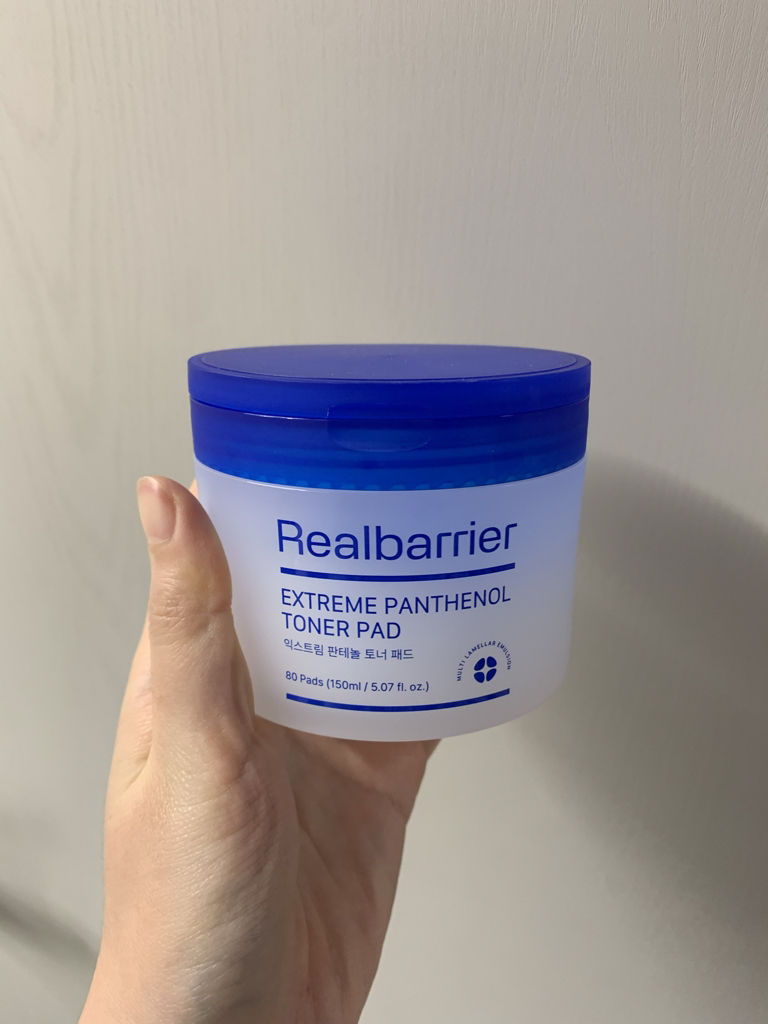 Realbarrier
EXTREME PANTHENOL
TONER PAD
익스트림 판테놀 토너 패드
80 Pads (150ml / 5.07 fl. oz.)
MULTI LAMELLAR EMULSION